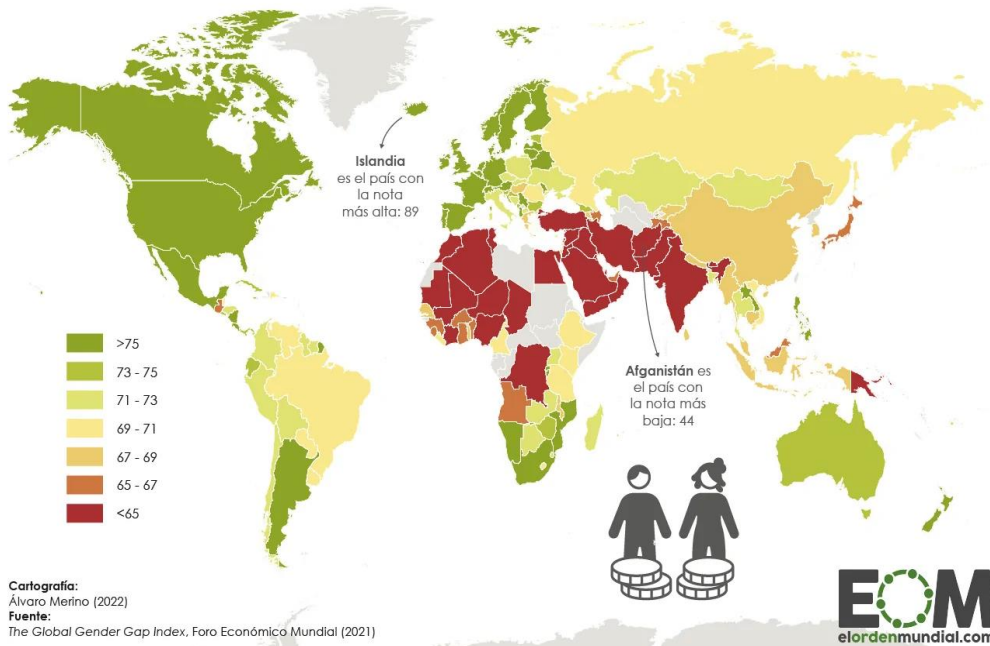 Islandia
es el país con
la nota
más alta: 89
Afganistán es
el país con
la nota más
baja: 44
>75
73 - 75
71 - 73
69 - 71
67 - 69
65 - 67
<65
Cartografía:
Álvaro Merino (2022)
Fuente:
The Global Gender Gap Index, Foro Económico Mundial (2021)
EOM
elordenmundial.com